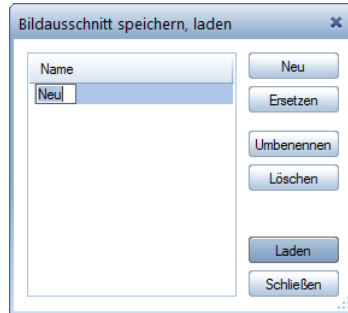 Bildausschnitt speichern, laden
Name
Neu
Neu
Ersetzen
Umbenennen
Löschen
Laden
Schließen